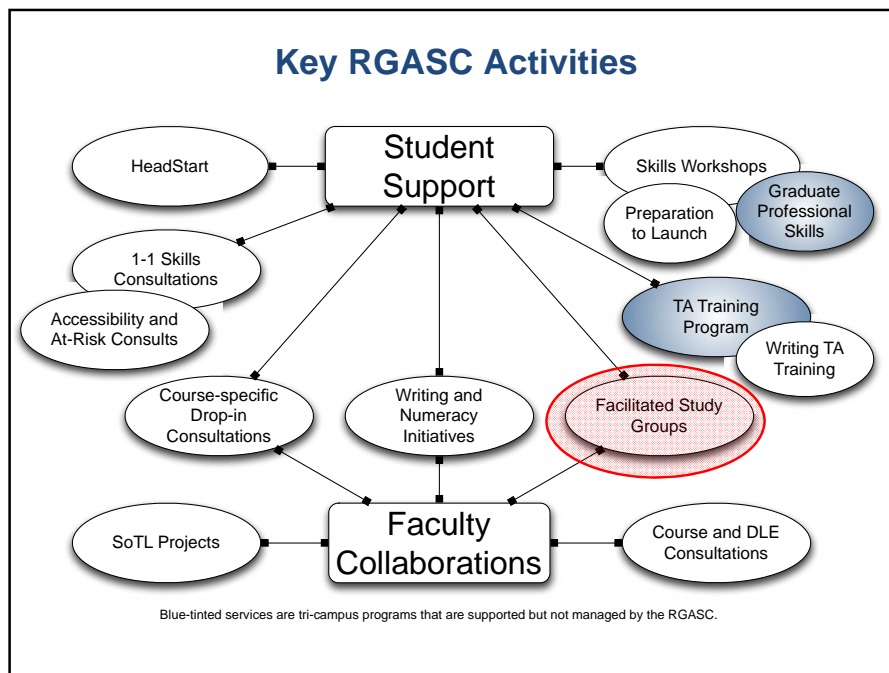 Key RGASC Activities
HeadStart
Student
Support
Skills Workshops
Preparation
to Launch
Graduate
Professional
Skills
1-1 Skills
Consultations
Accessibility and
At-Risk Consults
TA Training
Program
Writing TA
Training
Course-specific
Drop-in
Consultations
Writing and
Numeracy
Initiatives
Facilitated Study
Groups
SoTL Projects
Faculty
Collaborations
Course and DLE
Consultations
Blue-tinted services are tri-campus programs that are supported but not managed by the RGASC.